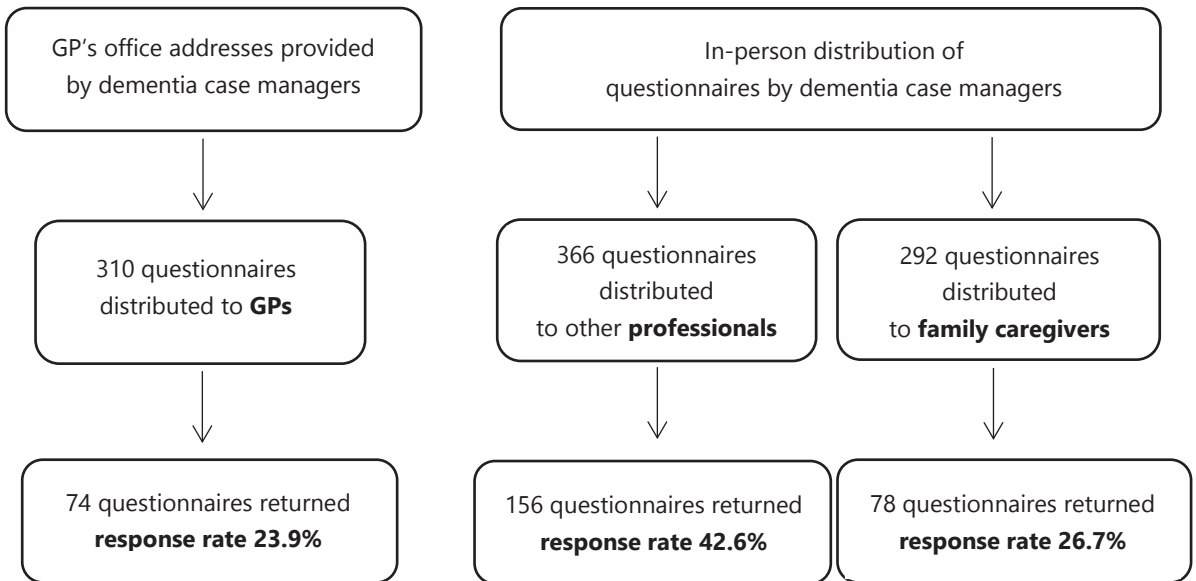 GP’s office addresses provided
by dementia case managers
In-person distribution of
questionnaires by dementia case managers
310 questionnaires
distributed to GPs
366 questionnaires
distributed
to other professionals
292 questionnaires
distributed
to family caregivers
74 questionnaires returned
response rate 23.9%
156 questionnaires returned
response rate 42.6%
78 questionnaires returned
response rate 26.7%